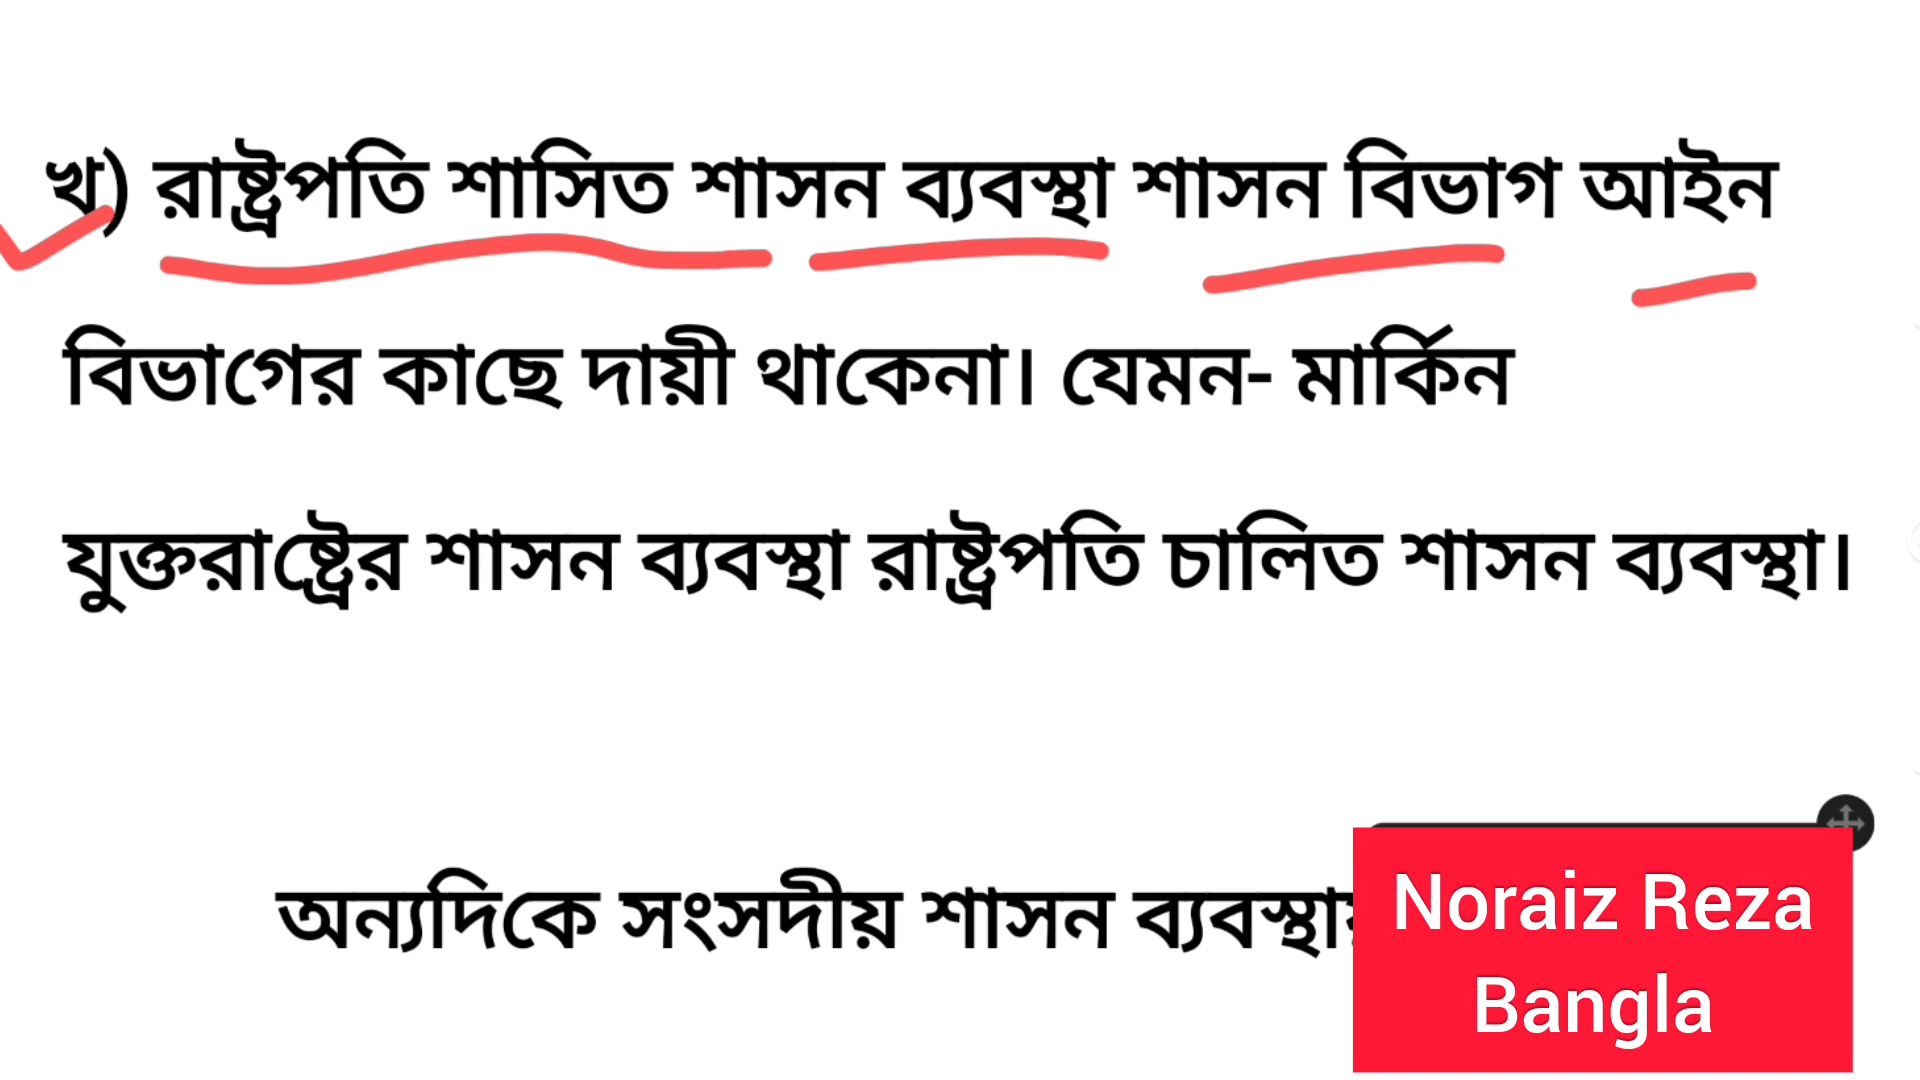 খ) রাষ্ট্রপতি শাসিত শাসন ব্যবস্থা শাসন বিভাগ আইন
বিভাগের কাছে দায়ী থাকেনা। যেমন- মার্কিন
যুক্তরাষ্ট্রের শাসন ব্যবস্থা রাষ্ট্রপতি চালিত শাসন ব্যবস্থা।
অন্যদিকে সংসদীয় শাসন
Noraiz Reza
Bangla